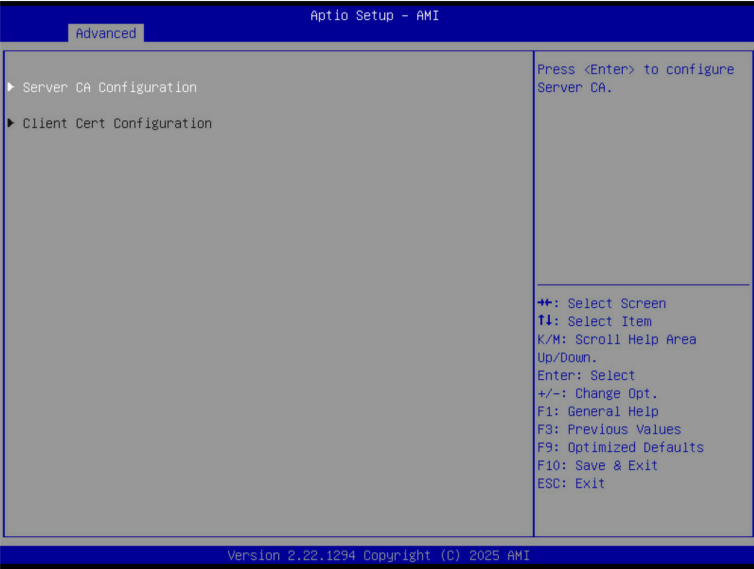 Aptio Setup – AMI
Advanced
▶ Server CA Configuration
▶ Client Cert Configuration
Press <Enter> to configure
Server CA.
→←: Select Screen
↑↓: Select Item
K/M: Scroll Help Area
Up/Down.
Enter: Select
+/-: Change Opt.
F1: General Help
F3: Previous Values
F9: Optimized Defaults
F10: Save & Exit
ESC: Exit
Version 2.22.1294 Copyright (C) 2025 AMI